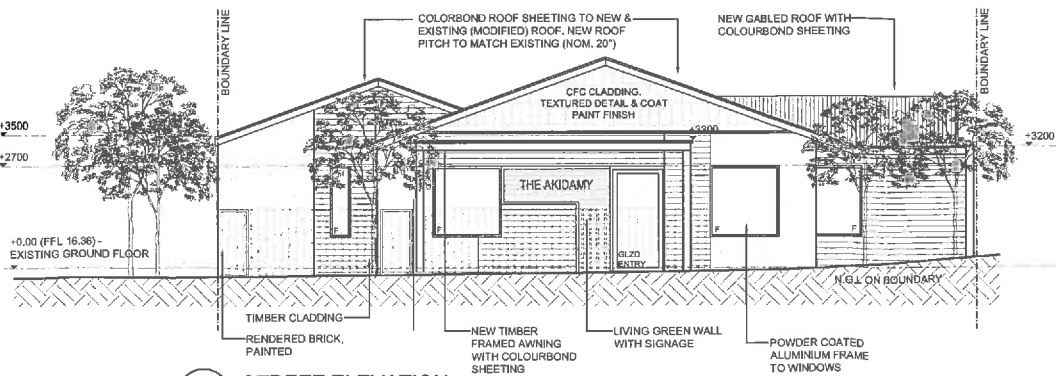 BOUNDARY LINE
COLORBOND ROOF SHEETING TO NEW &
EXISTING (MODIFIED) ROOF. NEW ROOF
PITCH TO MATCH EXISTING (NOM. 20°)
NEW GABLED ROOF WITH
COLOURBOND SHEETING
BOUNDARY LINE
CFC CLADDING.
TEXTURED DETAIL & COAT
PAINT FINISH
+3500
+3200
+3200
+2700
THE AKIDAMY
F
F
F
F
GLZD
ENTRY
+0.00 (FFL 16.36) -
EXISTING GROUND FLOOR
N.G.L ON BOUNDARY
TIMBER CLADDING
RENDERED BRICK,
PAINTED
NEW TIMBER
FRAMED AWNING
WITH COLOURBOND
SHEETING
LIVING GREEN WALL
WITH SIGNAGE
POWDER COATED
ALUMINIUM FRAME
TO WINDOWS
STREET ELEVATION